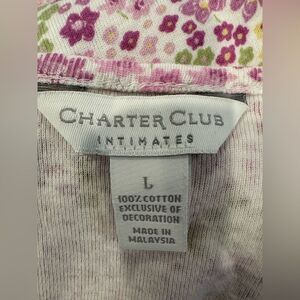 CHARTER CLUB
INTIMATES
L
100% COTTON
EXCLUSIVE OF
DECORATION
MADE IN
MALAYSIA